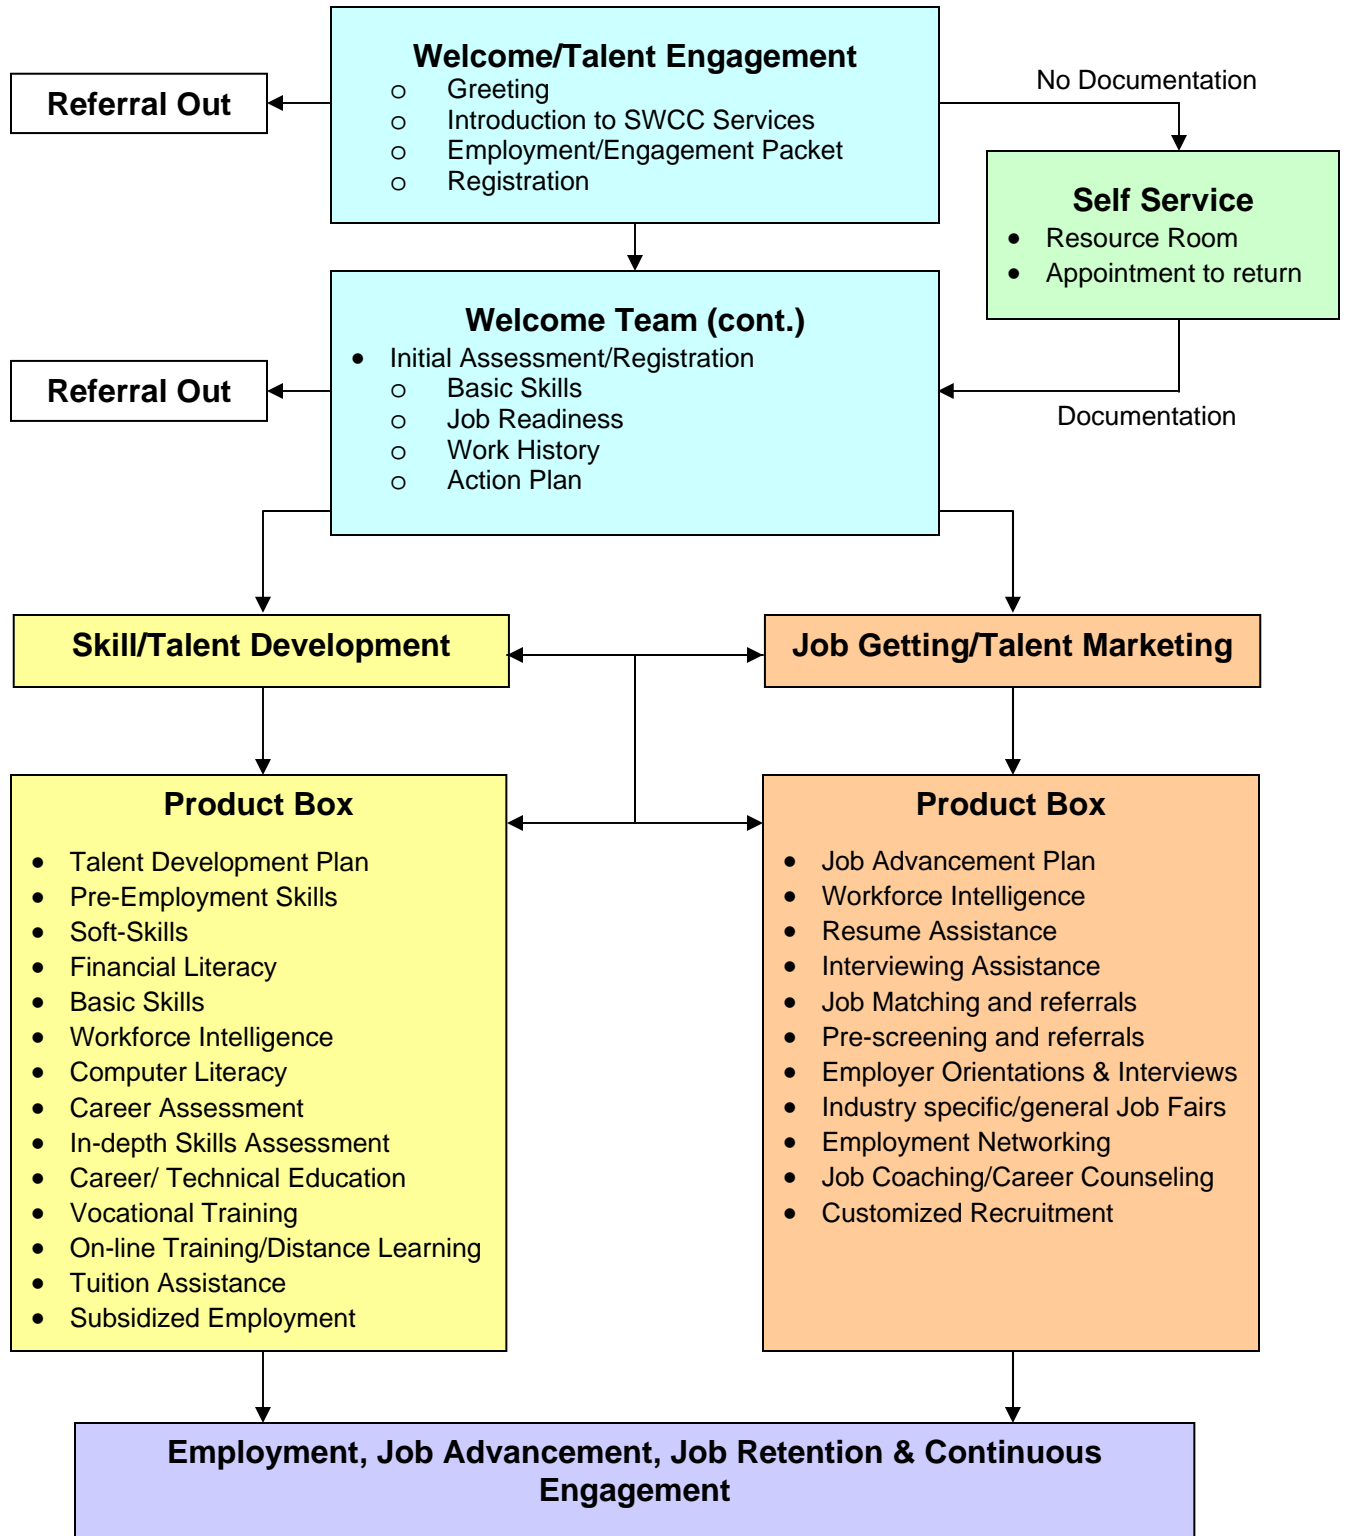 Welcome/Talent Engagement
o Greeting
o Introduction to SWCC Services
o Employment/Engagement Packet
o Registration
Referral Out
No Documentation
Self Service
• Resource Room
• Appointment to return
Welcome Team (cont.)
• Initial Assessment/Registration
o Basic Skills
o Job Readiness
o Work History
o Action Plan
Referral Out
Documentation
Skill/Talent Development
Job Getting/Talent Marketing
Product Box
• Talent Development Plan
• Pre-Employment Skills
• Soft-Skills
• Financial Literacy
• Basic Skills
• Workforce Intelligence
• Computer Literacy
• Career Assessment
• In-depth Skills Assessment
• Career/ Technical Education
• Vocational Training
• On-line Training/Distance Learning
• Tuition Assistance
• Subsidized Employment
Product Box
• Job Advancement Plan
• Workforce Intelligence
• Resume Assistance
• Interviewing Assistance
• Job Matching and referrals
• Pre-screening and referrals
• Employer Orientations & Interviews
• Industry specific/general Job Fairs
• Employment Networking
• Job Coaching/Career Counseling
• Customized Recruitment
Employment, Job Advancement, Job Retention & Continuous
Engagement